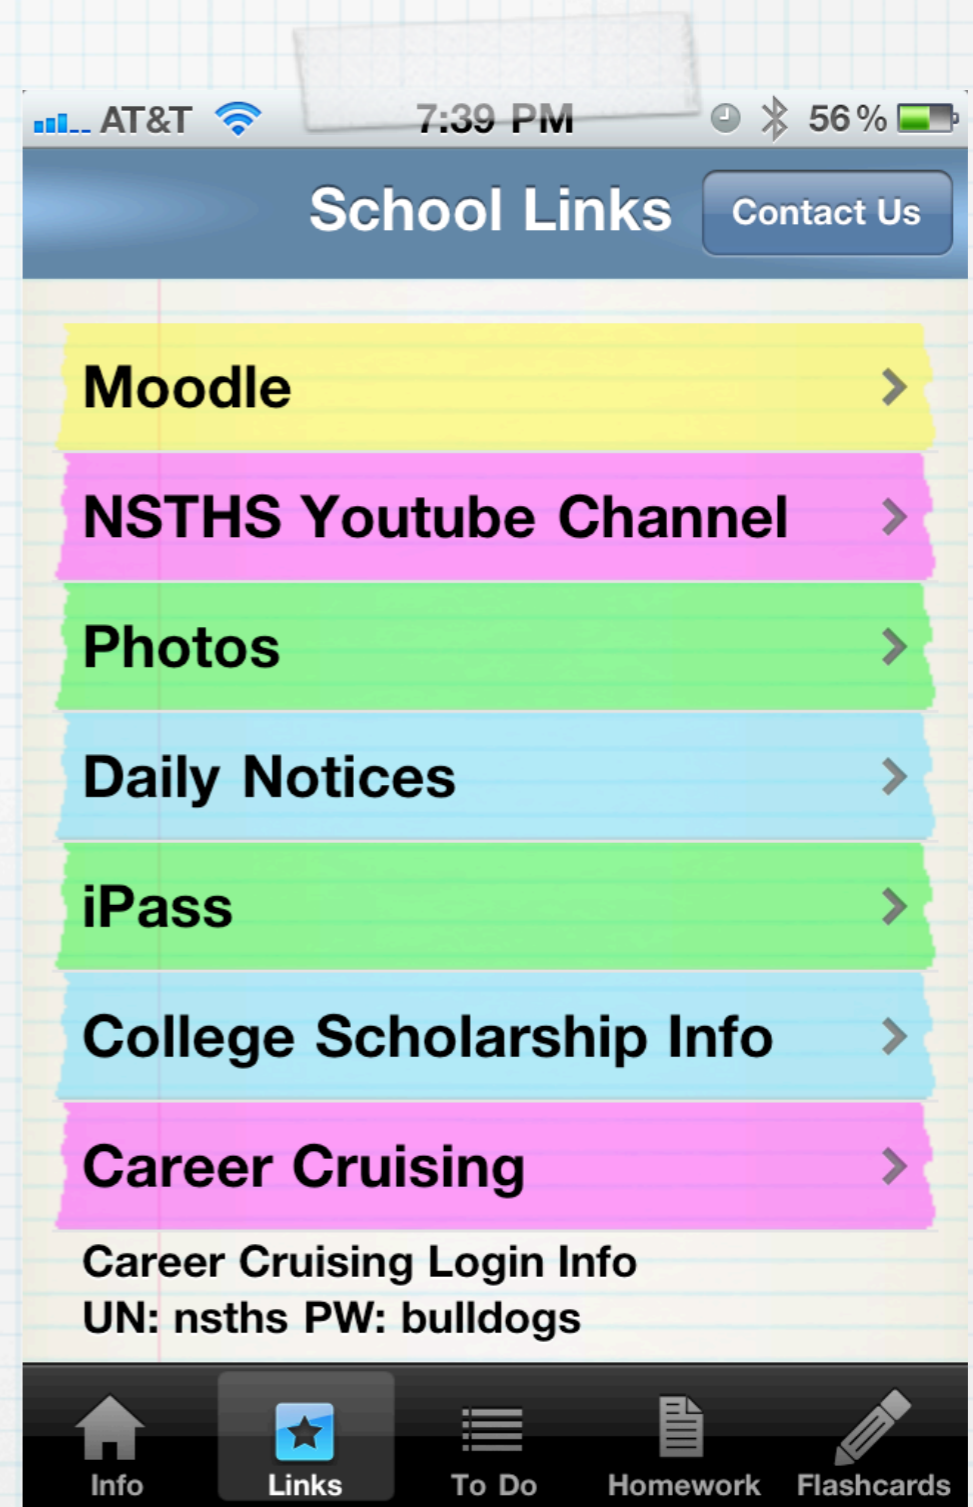 AT&T 7:39 PM 56%
School Links Contact Us
Moodle
NSTHS Youtube Channel
Photos
Daily Notices
iPass
College Scholarship Info
Career Cruising
Career Cruising Login Info
UN: nsths PW: bulldogs
Info Links To Do Homework Flashcards